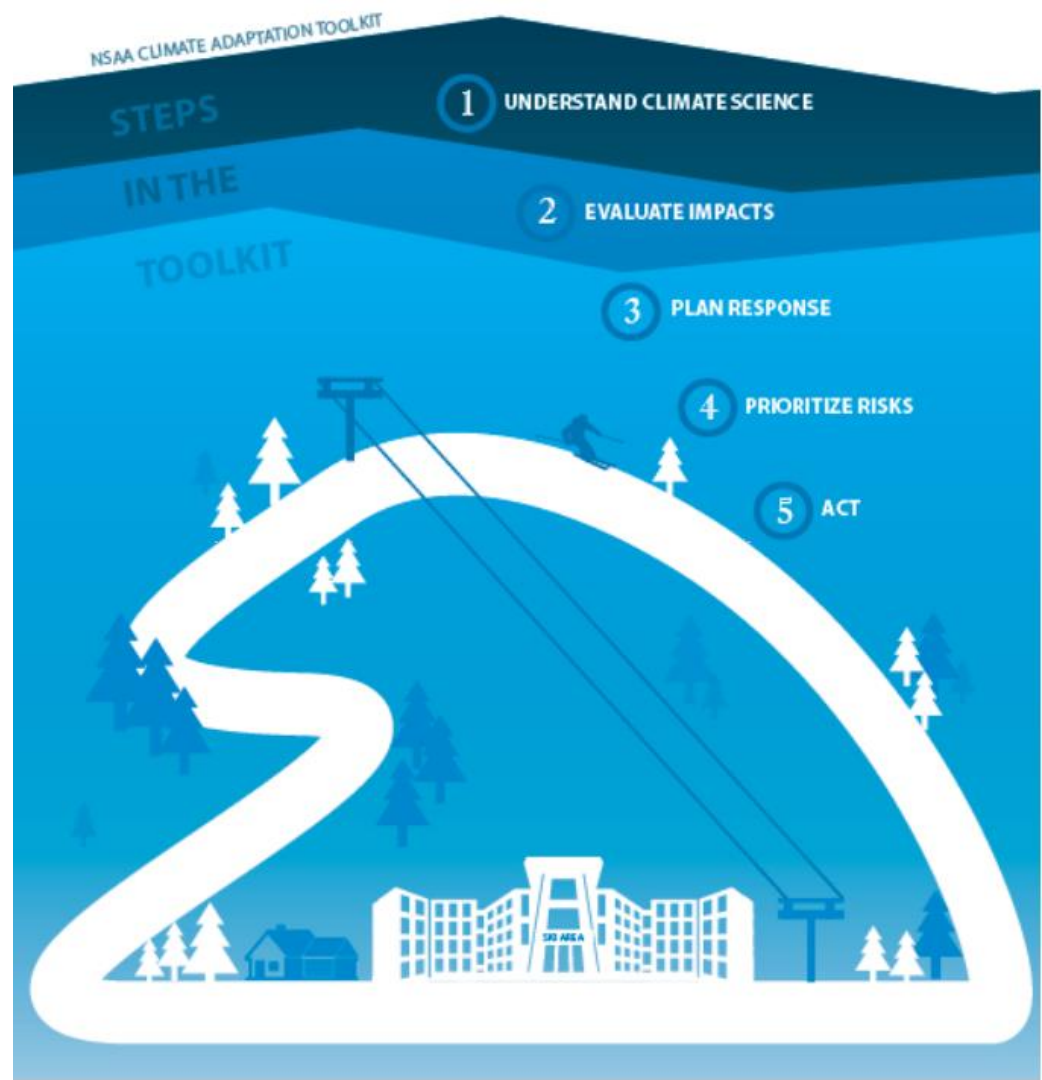 NSAA CLIMATE ADAPTATION TOOLKIT
STEPS
IN THE
TOOLKIT
1 UNDERSTAND CLIMATE SCIENCE
2 EVALUATE IMPACTS
3 PLAN RESPONSE
4 PRIORITIZE RISKS
5 ACT
SKI AREA